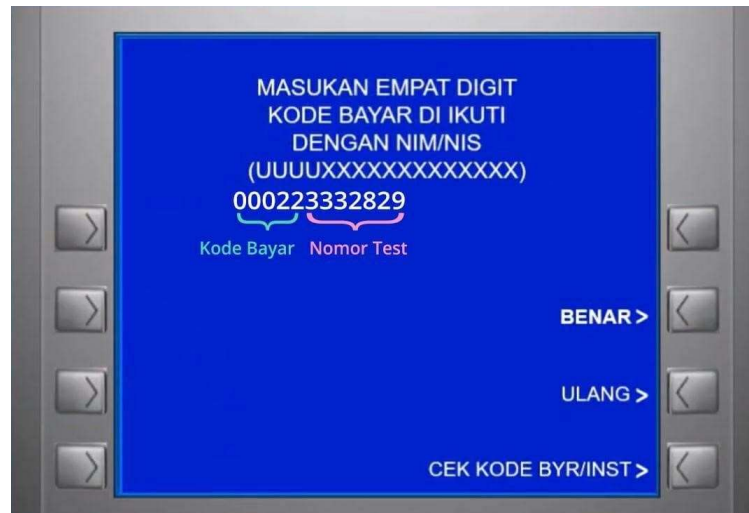 MASUKAN EMPAT DIGIT
KODE BAYAR DI IKUTI
DENGAN NIM/NIS
(UUUUXXXXXXXXXXXXX)
000223332829
Kode Bayar Nomor Test
BENAR >
ULANG >
CEK KODE BYR/INST >